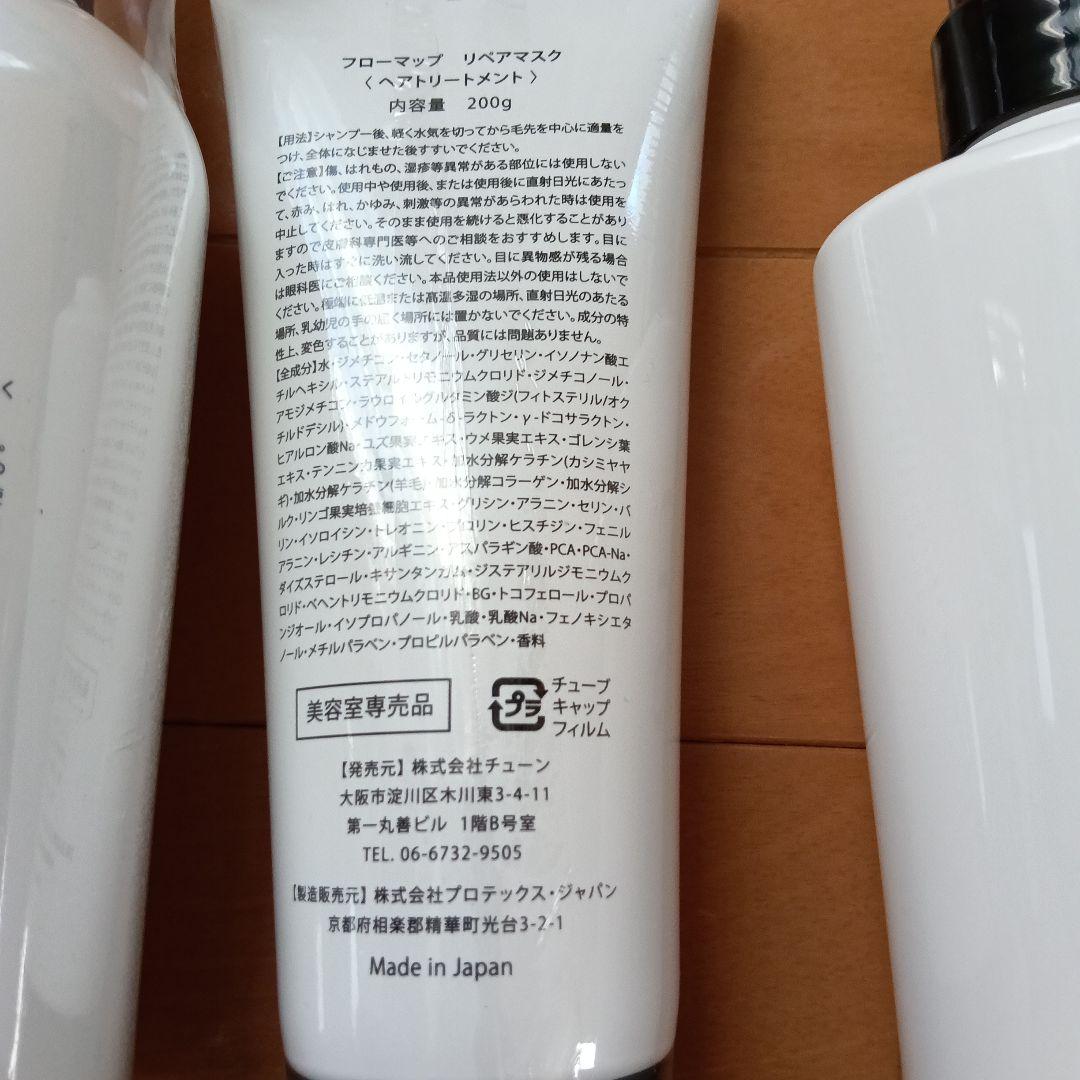 フローマップ　リペアマスク
〈 ヘアトリートメント 〉
内容量　200g
【用法】シャンプー後、軽く水気を切ってから毛先を中心に適量を
つけ、全体になじませた後すすいでください。
【ご注意】傷、はれもの、湿疹等異常がある部位には使用しない
でください。使用中や使用後、または使用後に直射日光にあたっ
て、赤み、はれ、かゆみ、刺激等の異常があらわれた時は使用を
中止してください。そのまま使用を続けると悪化することがあり
ますので皮膚科専門医等へのご相談をおすすめします。目に
入った時はすぐに洗い流してください。目に異物感が残る場合
は眼科医にご相談ください。本品使用法以外の使用はしないで
ください。極端に低温または高温多湿の場所、直射日光のあたる
場所、乳幼児の手の届く場所には置かないでください。成分の特
性上、変色することがありますが、品質には問題ありません。
【全成分】水・ジメチコン・セタノール・グリセリン・イソノナン酸エ
チルヘキシル・ステアルトリモニウムクロリド・ジメチコノール・
アモジメチコン・ラウロイルグルタミン酸ジ(フィトステリル/オク
チルドデシル)・メドウフォーム-δ-ラクトン・γ-ドコサラクトン・
ヒアルロン酸Na・ユズ果実エキス・ウメ果実エキス・ゴレンシ葉
エキス・テンニンカ果実エキス・加水分解ケラチン(カシミヤヤ
ギ)・加水分解ケラチン(羊毛)・加水分解コラーゲン・加水分解シ
ルク・リンゴ果実培養細胞エキス・グリシン・アラニン・セリン・バ
リン・イソロイシン・トレオニン・プロリン・ヒスチジン・フェニル
アラニン・レシチン・アルギニン・アスパラギン酸・PCA・PCA-Na・
ダイズステロール・キサンタンガム・ジステアリルジモニウムク
ロリド・ベヘントリモニウムクロリド・BG・トコフェロール・プロパ
ンジオール・イソプロパノール・乳酸・乳酸Na・フェノキシエタ
ノール・メチルパラベン・プロピルパラベン・香料
美容室専売品
プラ
チューブ
キャップ
フィルム
【発売元】株式会社チューン
大阪市淀川区木川東3-4-11
第一丸善ビル 1階B号室
TEL. 06-6732-9505
【製造販売元】株式会社プロテックス・ジャパン
京都府相楽郡精華町光台3-2-1
Made in Japan